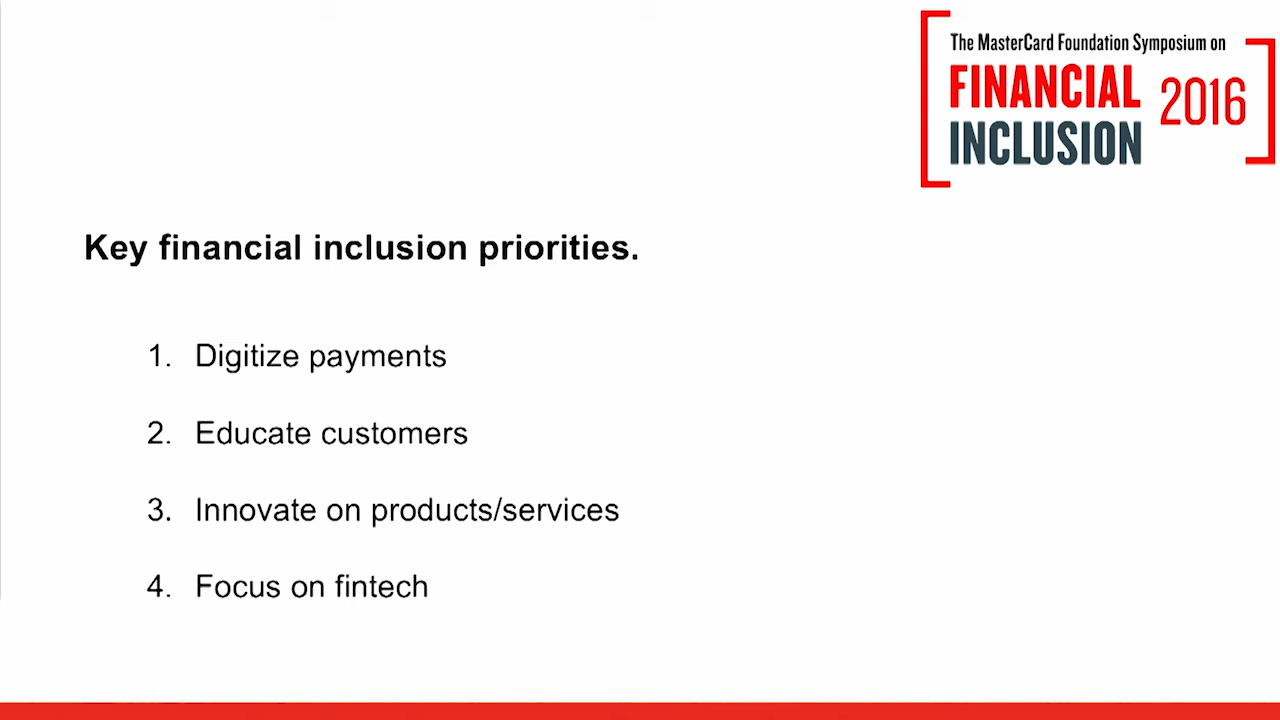 The MasterCard Foundation Symposium on
FINANCIAL
INCLUSION
2016
Key financial inclusion priorities.
1. Digitize payments
2. Educate customers
3. Innovate on products/services
4. Focus on fintech